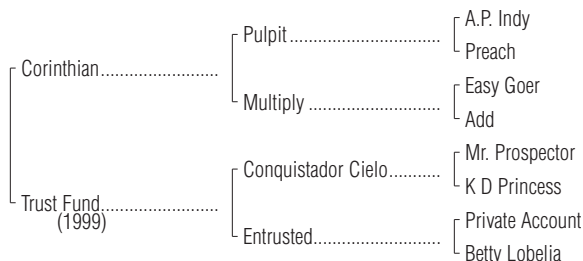 A.P. Indy
Pulpit
Preach
Corinthian
Easy Goer
Multiply
Add
Mr. Prospector
Conquistador Cielo
K D Princess
Trust Fund
(1999)
Private Account
Entrusted
Betty Lobelia